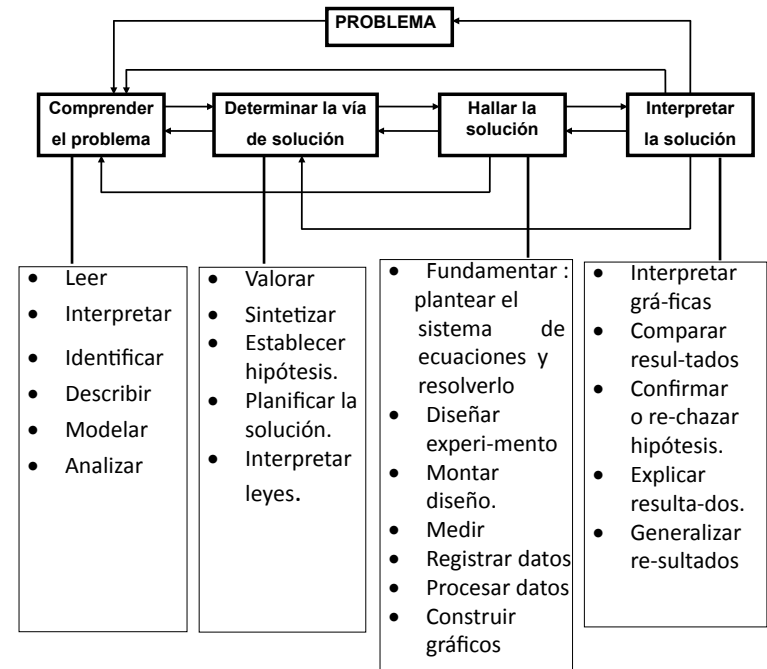 PROBLEMA
Comprender
el problema
Determinar la vía
de solución
Hallar la
solución
Interpretar
la solución
• Leer
• Interpretar
• Identificar
• Describir
• Modelar
• Analizar
• Valorar
• Sintetizar
• Establecer
hipótesis.
• Planificar la
solución.
• Interpretar
leyes.
• Fundamentar :
plantear el
sistema de
ecuaciones y
resolverlo
• Diseñar
experi-mento
• Montar
diseño.
• Medir
• Registrar datos
• Procesar datos
• Construir
gráficos
• Interpretar
grá-ficas
• Comparar
resul-tados
• Confirmar
o re-chazar
hipótesis.
• Explicar
resulta-dos.
• Generalizar
re-sultados